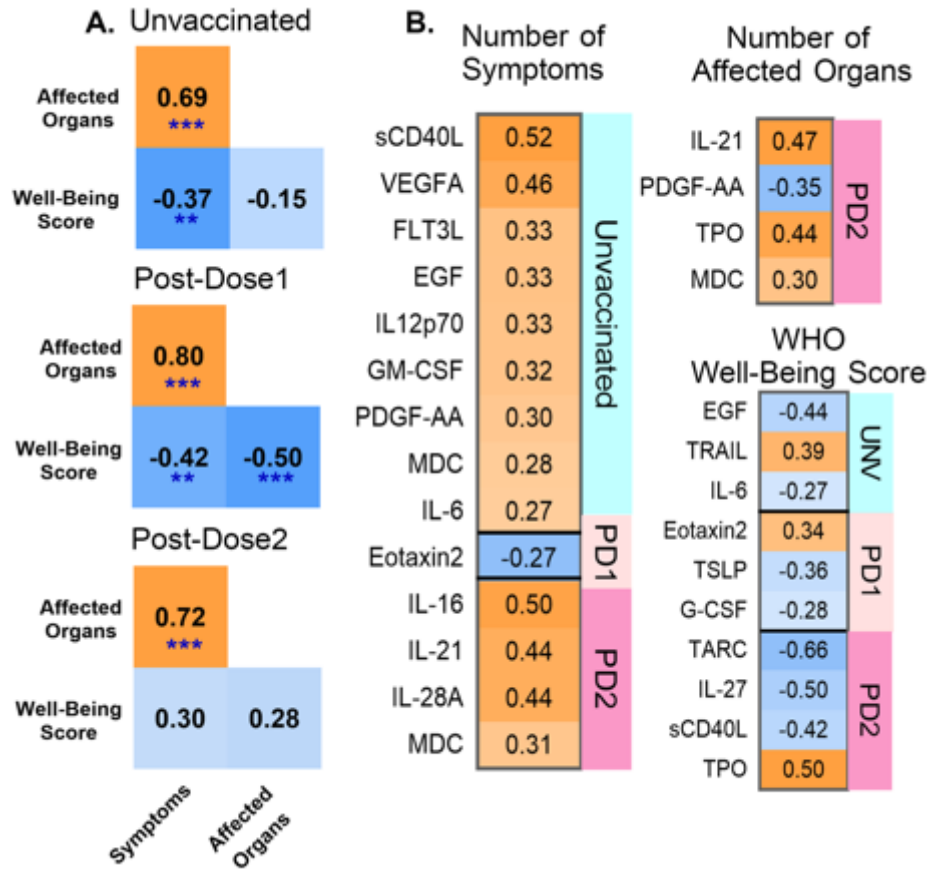 A. Unvaccinated
Affected
Organs
0.69
***
Well-Being
Score
-0.37
**
-0.15
Post-Dose1
Affected
Organs
0.80
***
Well-Being
Score
-0.42
**
-0.50
***
Post-Dose2
Affected
Organs
0.72
***
Well-Being
Score
0.30
0.28
Symptoms
Affected
Organs
B.
Number of
Symptoms
sCD40L 0.52
VEGFA 0.46
FLT3L 0.33
EGF 0.33
IL12p70 0.33
GM-CSF 0.32
PDGF-AA 0.30
MDC 0.28
IL-6 0.27
Unvaccinated
Eotaxin2 -0.27
PD1
IL-16 0.50
IL-21 0.44
IL-28A 0.44
MDC 0.31
PD2
Number of
Affected Organs
IL-21 0.47
PDGF-AA -0.35
TPO 0.44
MDC 0.30
PD2
WHO
Well-Being Score
EGF -0.44
TRAIL 0.39
IL-6 -0.27
UNV
Eotaxin2 0.34
TSLP -0.36
G-CSF -0.28
PD1
TARC -0.66
IL-27 -0.50
sCD40L -0.42
TPO 0.50
PD2